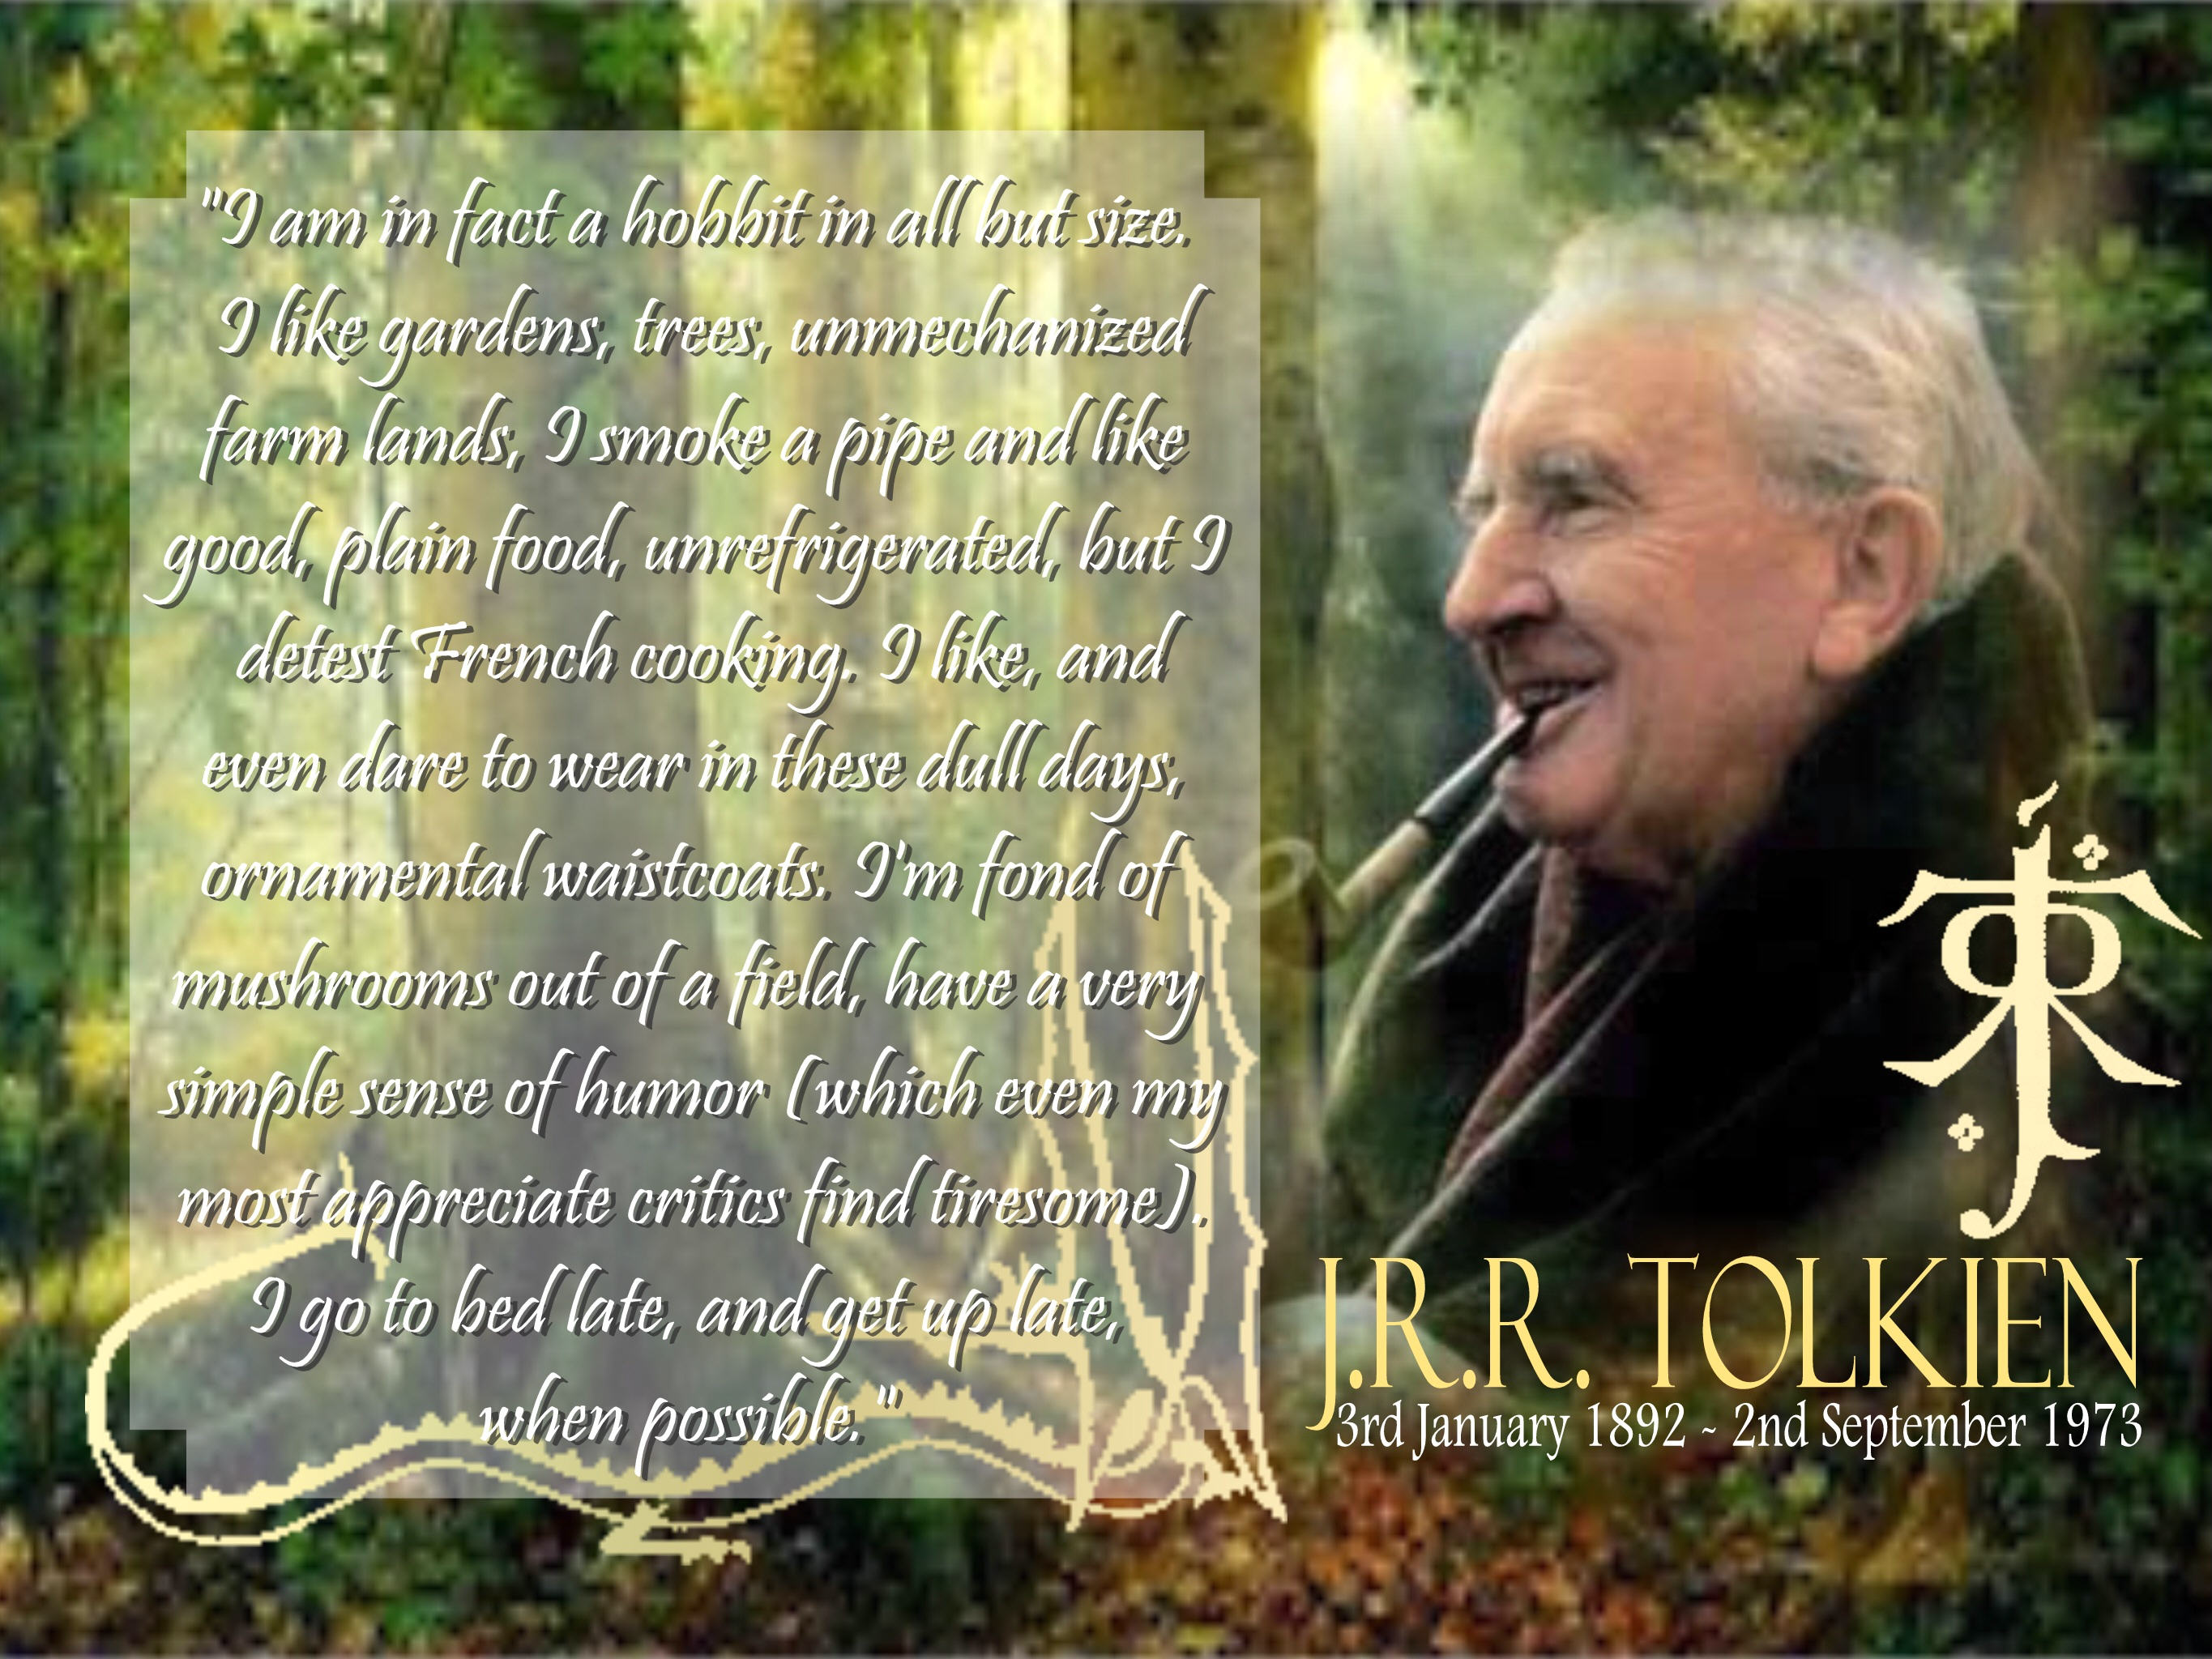 "I am in fact a hobbit in all but size.
I like gardens, trees, unmechanized
farm lands, I smoke a pipe and like
good, plain food, unrefrigerated, but I
detest French cooking. I like, and
even dare to wear in these dull days,
ornamental waistcoats. I'm fond of
mushrooms out of a field, have a very
simple sense of humor (which even my
most appreciate critics find tiresome).
I go to bed late, and get up late,
when possible."
J.R.R. TOLKIEN
3rd January 1892 ~ 2nd September 1973